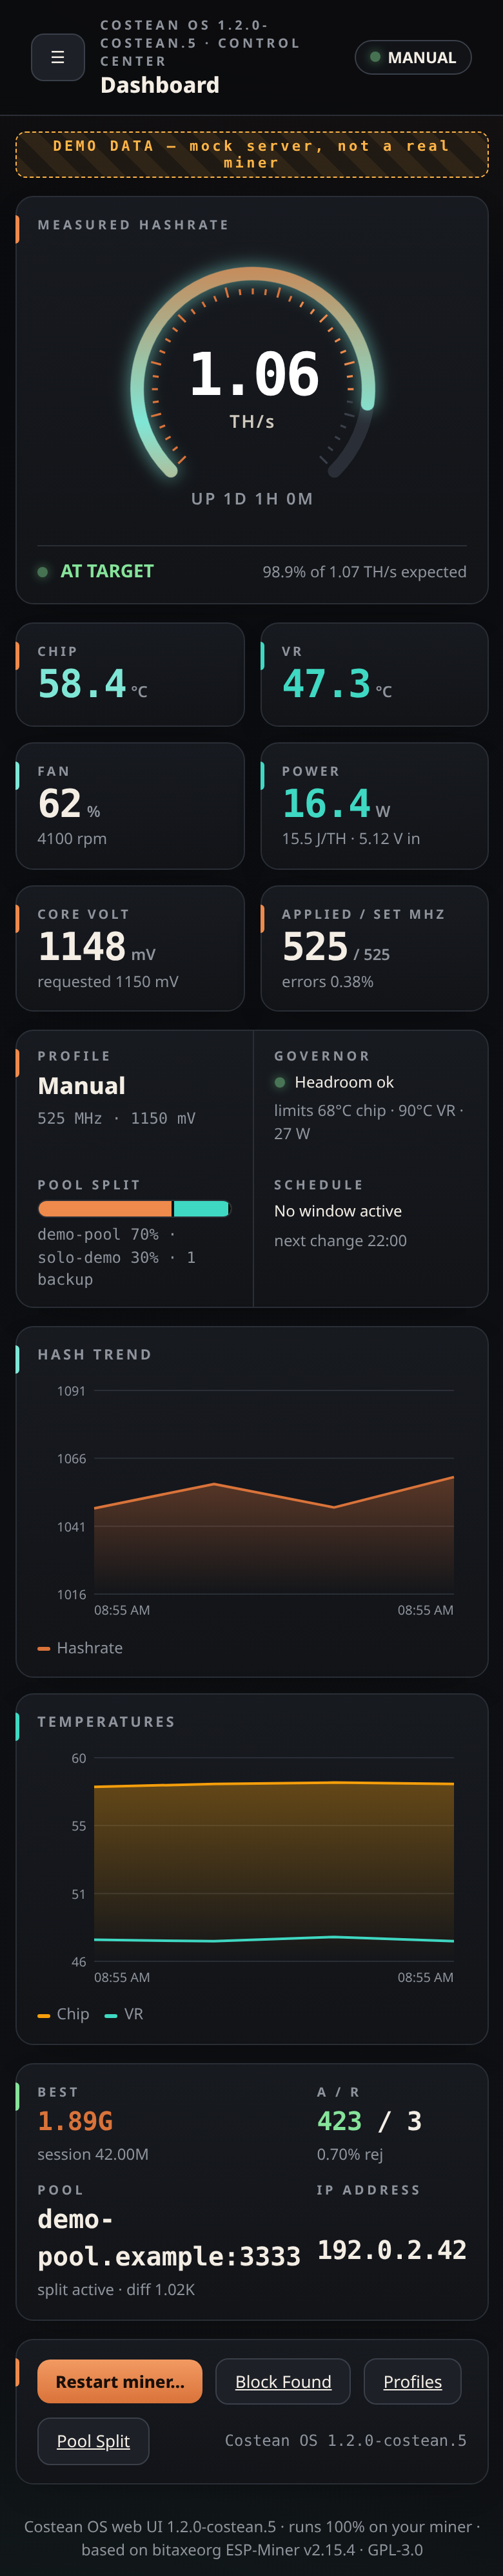 ☰
COSTEAN OS 1.2.0-
COSTEAN.5 · CONTROL
CENTER
Dashboard
MANUAL
DEMO DATA — mock server, not a real
miner
MEASURED HASHRATE
1.06
TH/s
UP 1D 1H 0M
AT TARGET
98.9% of 1.07 TH/s expected
CHIP
58.4 °C
VR
47.3 °C
FAN
62 %
4100 rpm
POWER
16.4 W
15.5 J/TH · 5.12 V in
CORE VOLT
1148 mV
requested 1150 mV
APPLIED / SET MHZ
525 / 525
errors 0.38%
PROFILE
Manual
525 MHz · 1150 mV
GOVERNOR
Headroom ok
limits 68°C chip · 90°C VR ·
27 W
POOL SPLIT
demo-pool 70% ·
solo-demo 30% · 1
backup
SCHEDULE
No window active
next change 22:00
HASH TREND
1091
1066
1041
1016
08:55 AM 08:55 AM
Hashrate
TEMPERATURES
60
55
51
46
08:55 AM 08:55 AM
Chip VR
BEST
1.89G
session 42.00M
A / R
423 / 3
0.70% rej
POOL
demo-
pool.example:3333
split active · diff 1.02K
IP ADDRESS
192.0.2.42
Restart miner… Block Found Profiles
Pool Split Costean OS 1.2.0-costean.5
Costean OS web UI 1.2.0-costean.5 · runs 100% on your miner ·
based on bitaxeorg ESP-Miner v2.15.4 · GPL-3.0